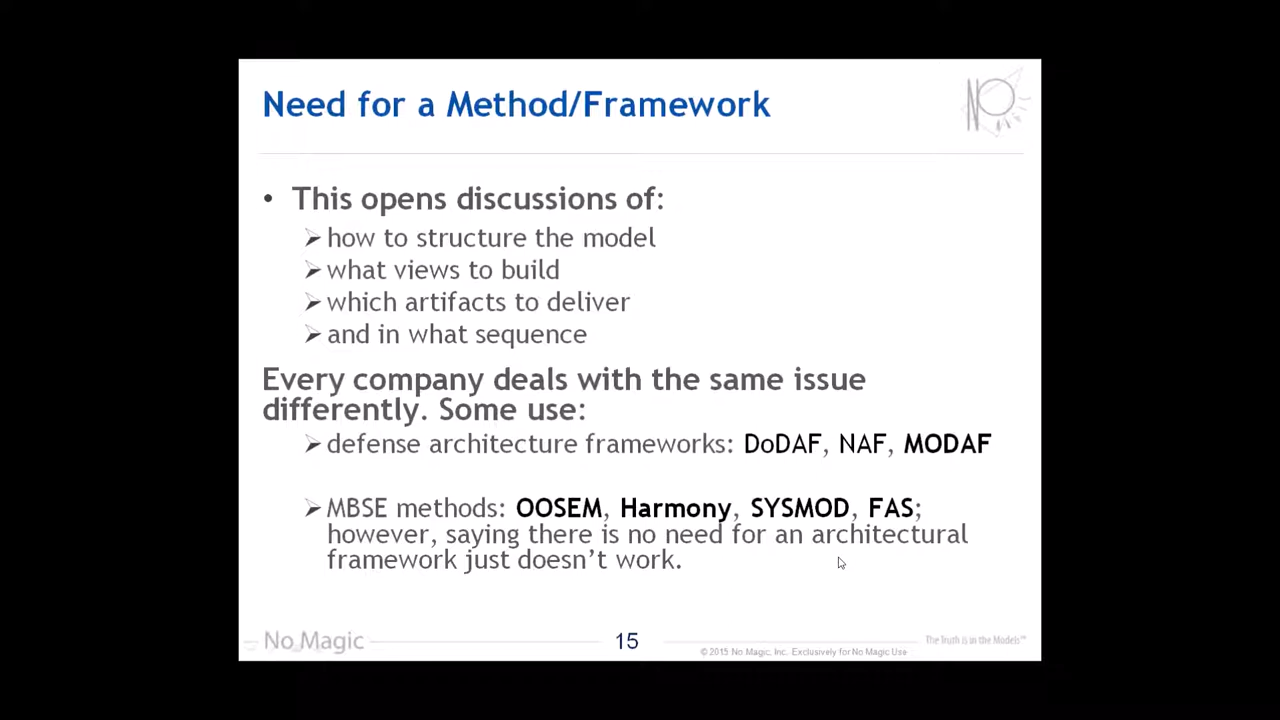 Need for a Method/Framework
NO
• This opens discussions of:
➢ how to structure the model
➢ what views to build
➢ which artifacts to deliver
➢ and in what sequence
Every company deals with the same issue
differently. Some use:
➢ defense architecture frameworks: DoDAF, NAF, MODAF
➢ MBSE methods: OOSEM, Harmony, SYSMOD, FAS;
however, saying there is no need for an architectural
framework just doesn’t work.
No Magic
15
©2015 No Magic, Inc. Exclusively for No Magic Use
The Truth is in the Models™